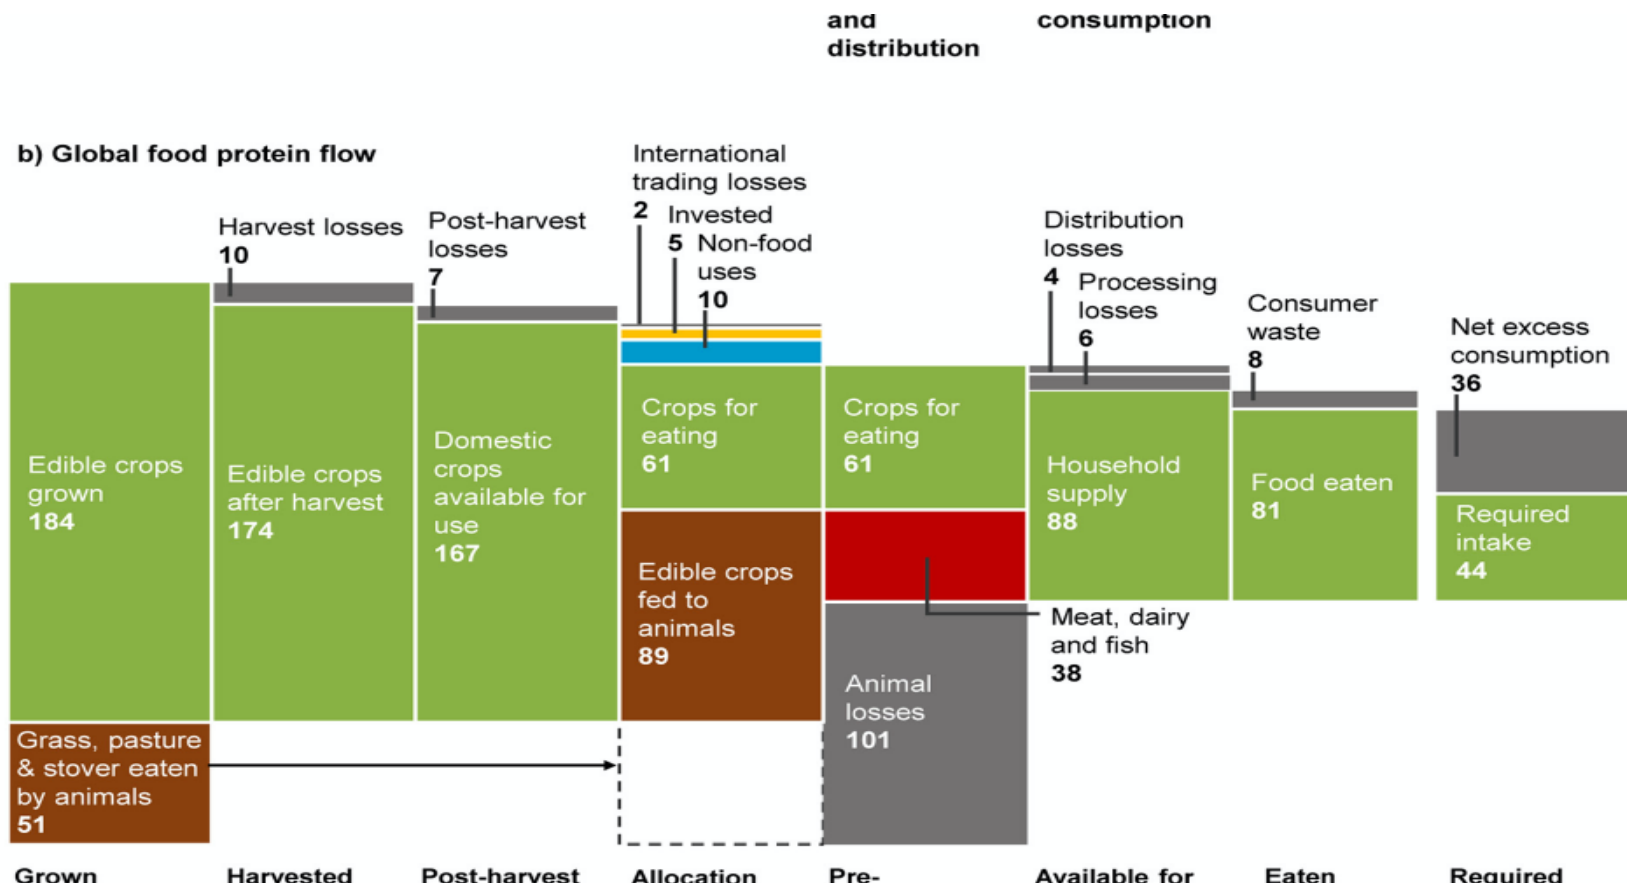 and
distribution
consumption
b) Global food protein flow
Harvest losses
10
Post-harvest
losses
7
International
trading losses
2
Invested
5
Non-food
uses
10
Distribution
losses
4
Processing
losses
6
Consumer
waste
8
Net excess
consumption
36
Edible crops
grown
184
Edible crops
after harvest
174
Domestic
crops
available for
use
167
Crops for
eating
61
Crops for
eating
61
Household
supply
88
Food eaten
81
Required
intake
44
Edible crops
fed to
animals
89
Meat, dairy
and fish
38
Animal
losses
101
Grass, pasture
& stover eaten
by animals
51
Grown
Harvested
Post-harvest
Allocation
Pre-
Available for
Eaten
Required